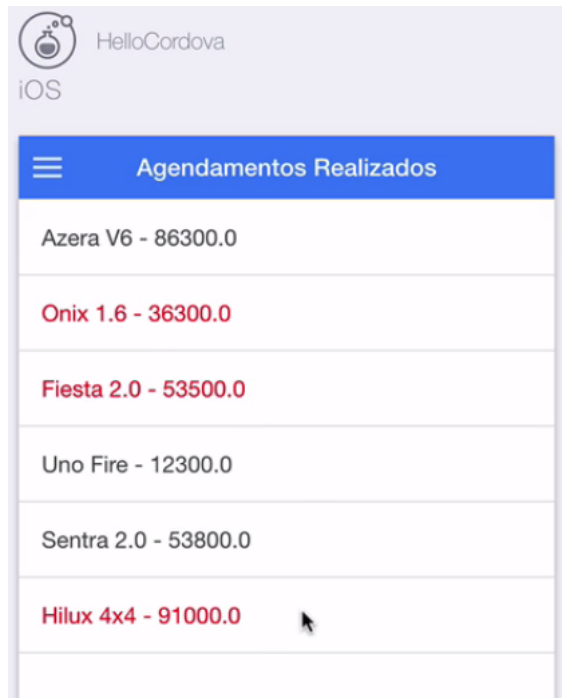 HelloCordova
iOS
Agendamentos Realizados
Azera V6 - 86300.0
Onix 1.6 - 36300.0
Fiesta 2.0 - 53500.0
Uno Fire - 12300.0
Sentra 2.0 - 53800.0
Hilux 4x4 - 91000.0